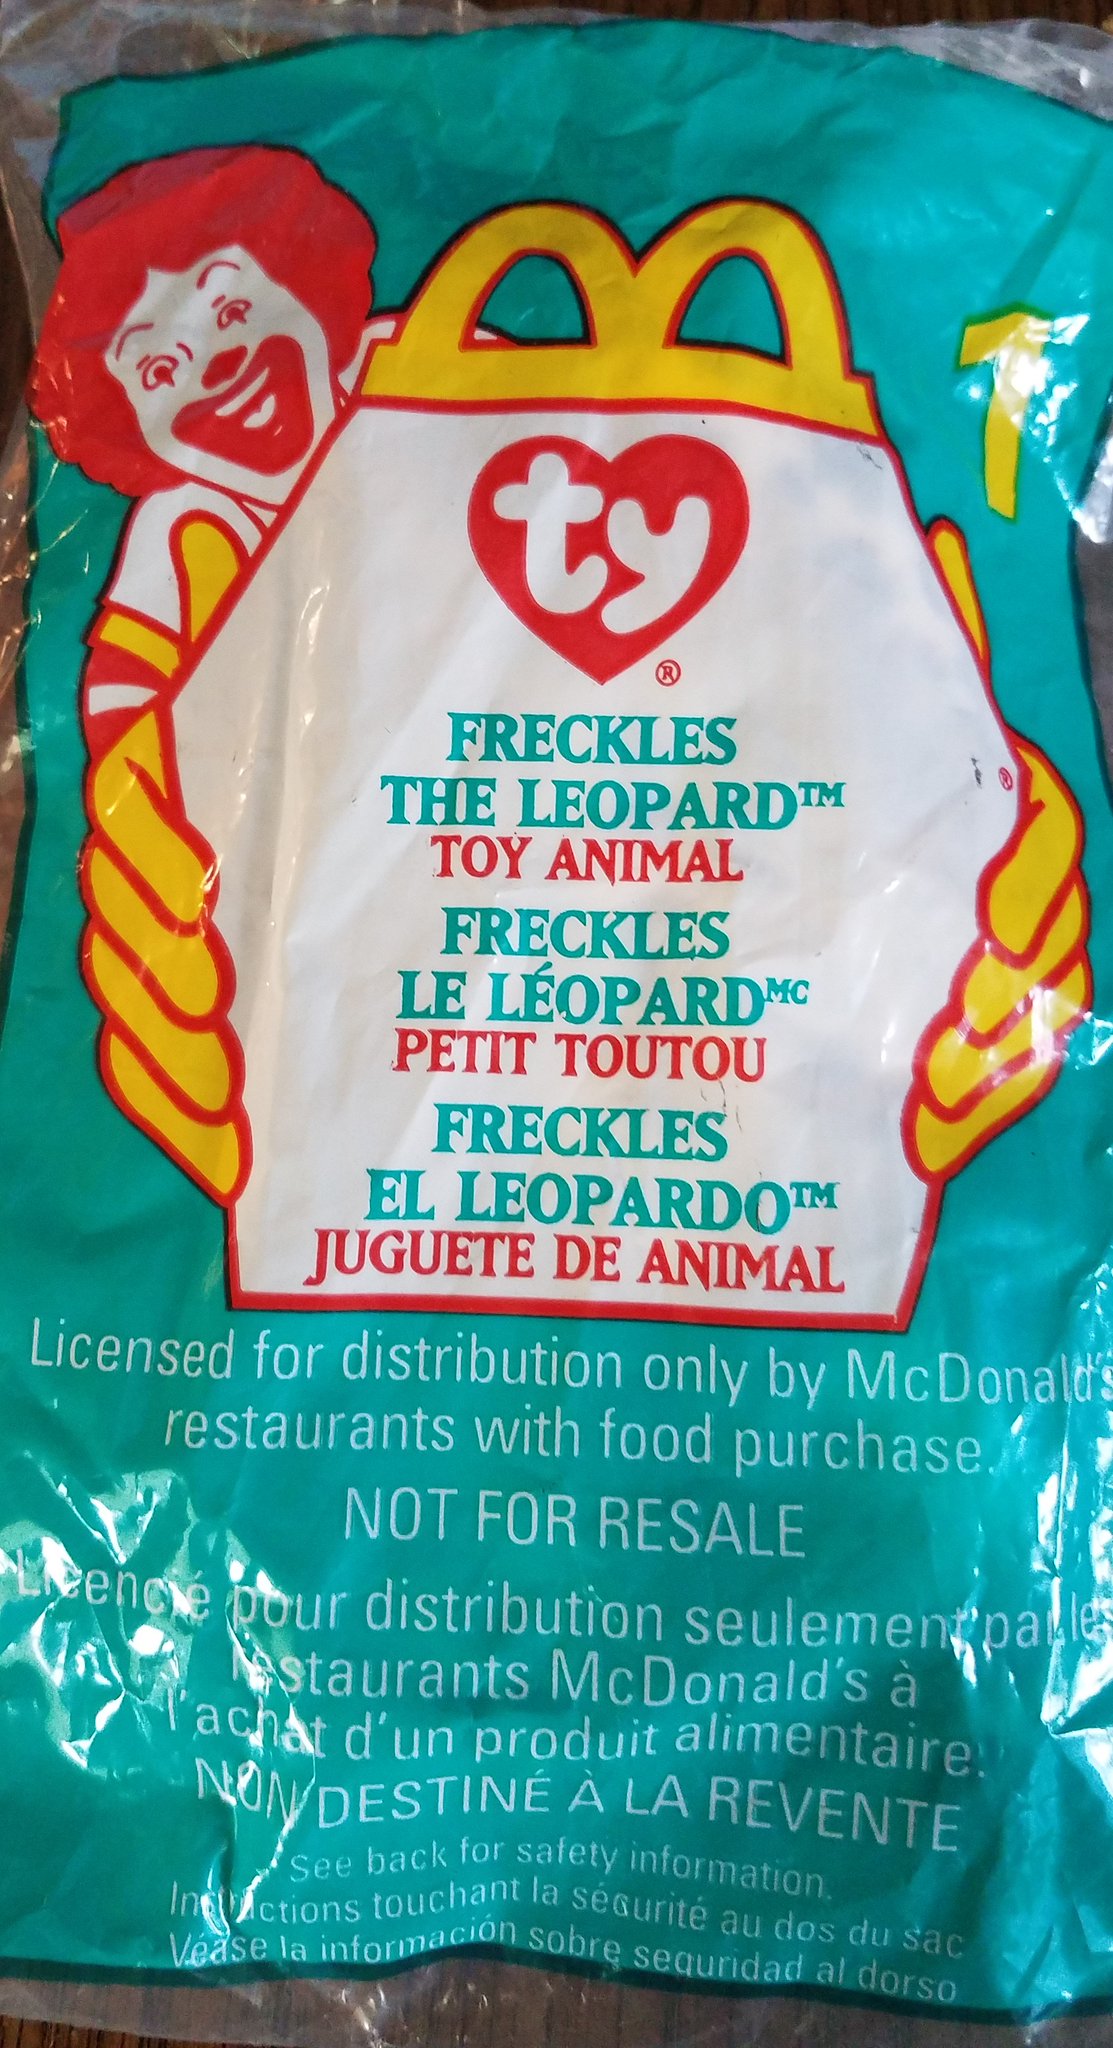 1
ty
®
FRECKLES
THE LEOPARD™
TOY ANIMAL
®
FRECKLES
LE LÉOPARDᴹᶜ
PETIT TOUTOU
FRECKLES
EL LEOPARDO™
JUGUETE DE ANIMAL
Licensed for distribution only by McDonald's
restaurants with food purchase.
NOT FOR RESALE
Licencié pour distribution seulement par les
restaurants McDonald's à
l'achat d'un produit alimentaire.
NON DESTINÉ À LA REVENTE
See back for safety information.
Instructions touchant la sécurité au dos du sac
Véase la información sobre seguridad al dorso